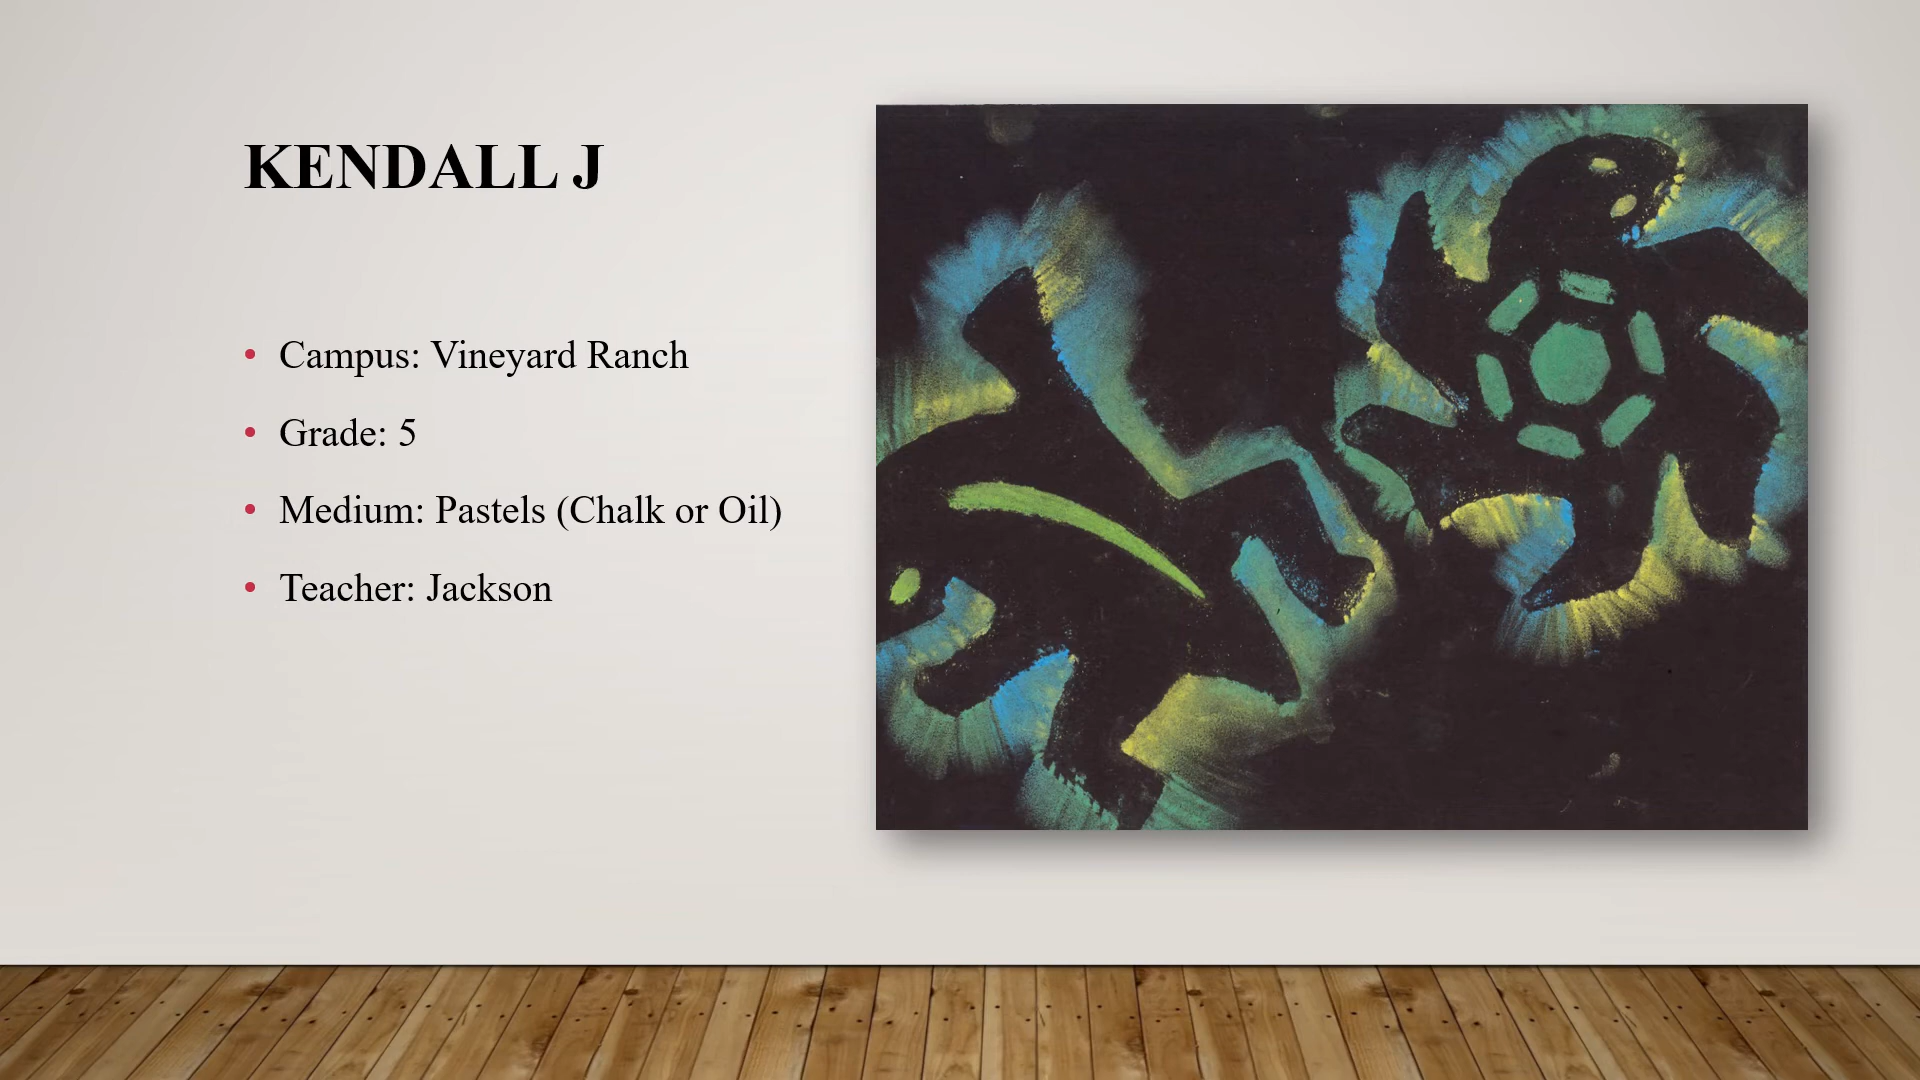 KENDALL J
• Campus: Vineyard Ranch
• Grade: 5
• Medium: Pastels (Chalk or Oil)
• Teacher: Jackson